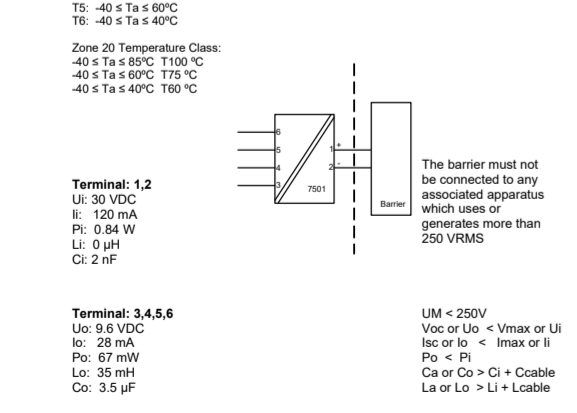 T5: -40 ≤ Ta ≤ 60ºC
T6: -40 ≤ Ta ≤ 40ºC
Zone 20 Temperature Class:
-40 ≤ Ta ≤ 85ºC T100 ºC
-40 ≤ Ta ≤ 60ºC T75 ºC
-40 ≤ Ta ≤ 40ºC T60 ºC
6
5
4
3
1
+
2
-
7501
Barrier
The barrier must not
be connected to any
associated apparatus
which uses or
generates more than
250 VRMS
Terminal: 1,2
Ui: 30 VDC
Ii: 120 mA
Pi: 0.84 W
Li: 0 µH
Ci: 2 nF
Terminal: 3,4,5,6
Uo: 9.6 VDC
Io: 28 mA
Po: 67 mW
Lo: 35 mH
Co: 3.5 µF
UM < 250V
Voc or Uo < Vmax or Ui
Isc or Io < Imax or Ii
Po < Pi
Ca or Co > Ci + Ccable
La or Lo > Li + Lcable